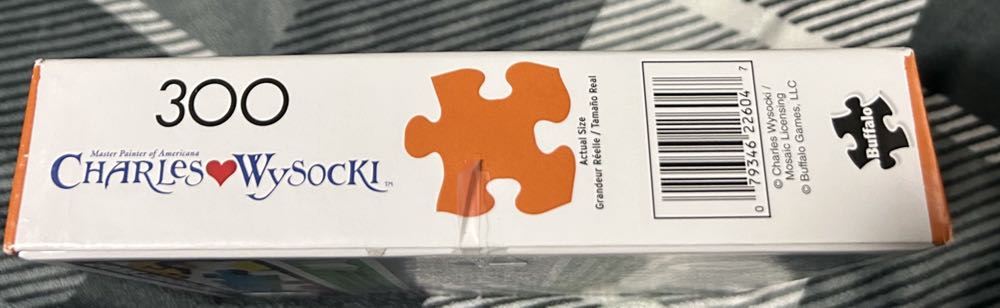 300
Master Painter of Americana
CHARLES WYSOCKI™
Actual Size
Grandeur Réelle / Tamaño Real
0 79346 22604 7
© Charles Wysocki /
Mosaic Licensing
© Buffalo Games, LLC
Buffalo